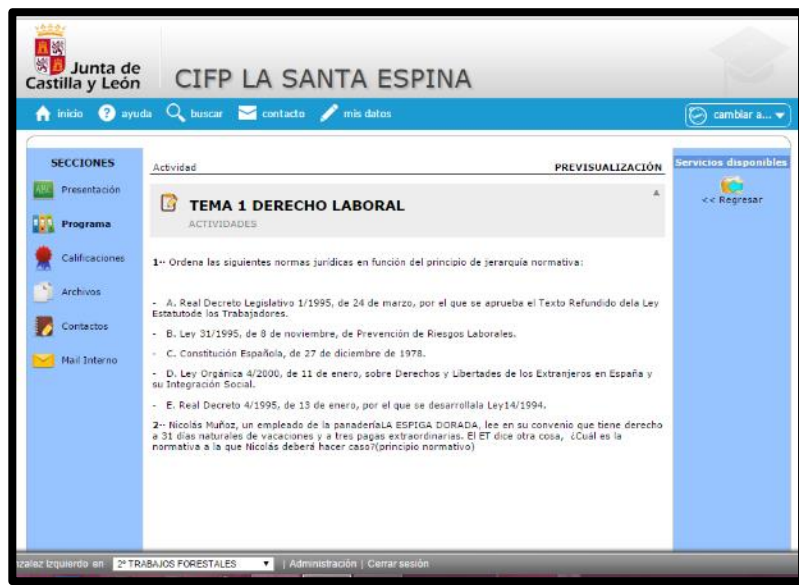 Junta de
Castilla y León
CIFP LA SANTA ESPINA
inicio ayuda buscar contacto mis datos cambiar a...
SECCIONES
Presentación
Programa
Calificaciones
Archivos
Contactos
Mail Interno
Actividad PREVISUALIZACIÓN
TEMA 1 DERECHO LABORAL
ACTIVIDADES
1-- Ordena las siguientes normas jurídicas en función del principio de jerarquía normativa:
- A. Real Decreto Legislativo 1/1995, de 24 de marzo, por el que se aprueba el Texto Refundido dela Ley
Estatutode los Trabajadores.
- B. Ley 31/1995, de 8 de noviembre, de Prevención de Riesgos Laborales.
- C. Constitución Española, de 27 de diciembre de 1978.
- D. Ley Orgánica 4/2000, de 11 de enero, sobre Derechos y Libertades de los Extranjeros en España y
su Integración Social.
- E. Real Decreto 4/1995, de 13 de enero, por el que se desarrollala Ley14/1994.
2-- Nicolás Muñoz, un empleado de la panaderíaLA ESPIGA DORADA, lee en su convenio que tiene derecho
a 31 días naturales de vacaciones y a tres pagas extraordinarias. El ET dice otra cosa, ¿Cuál es la
normativa a la que Nicolás deberá hacer caso?(principio normativo)
Servicios disponibles
<< Regresar
Izquierdo en 2º TRABAJOS FORESTALES | Administración | Cerrar sesión